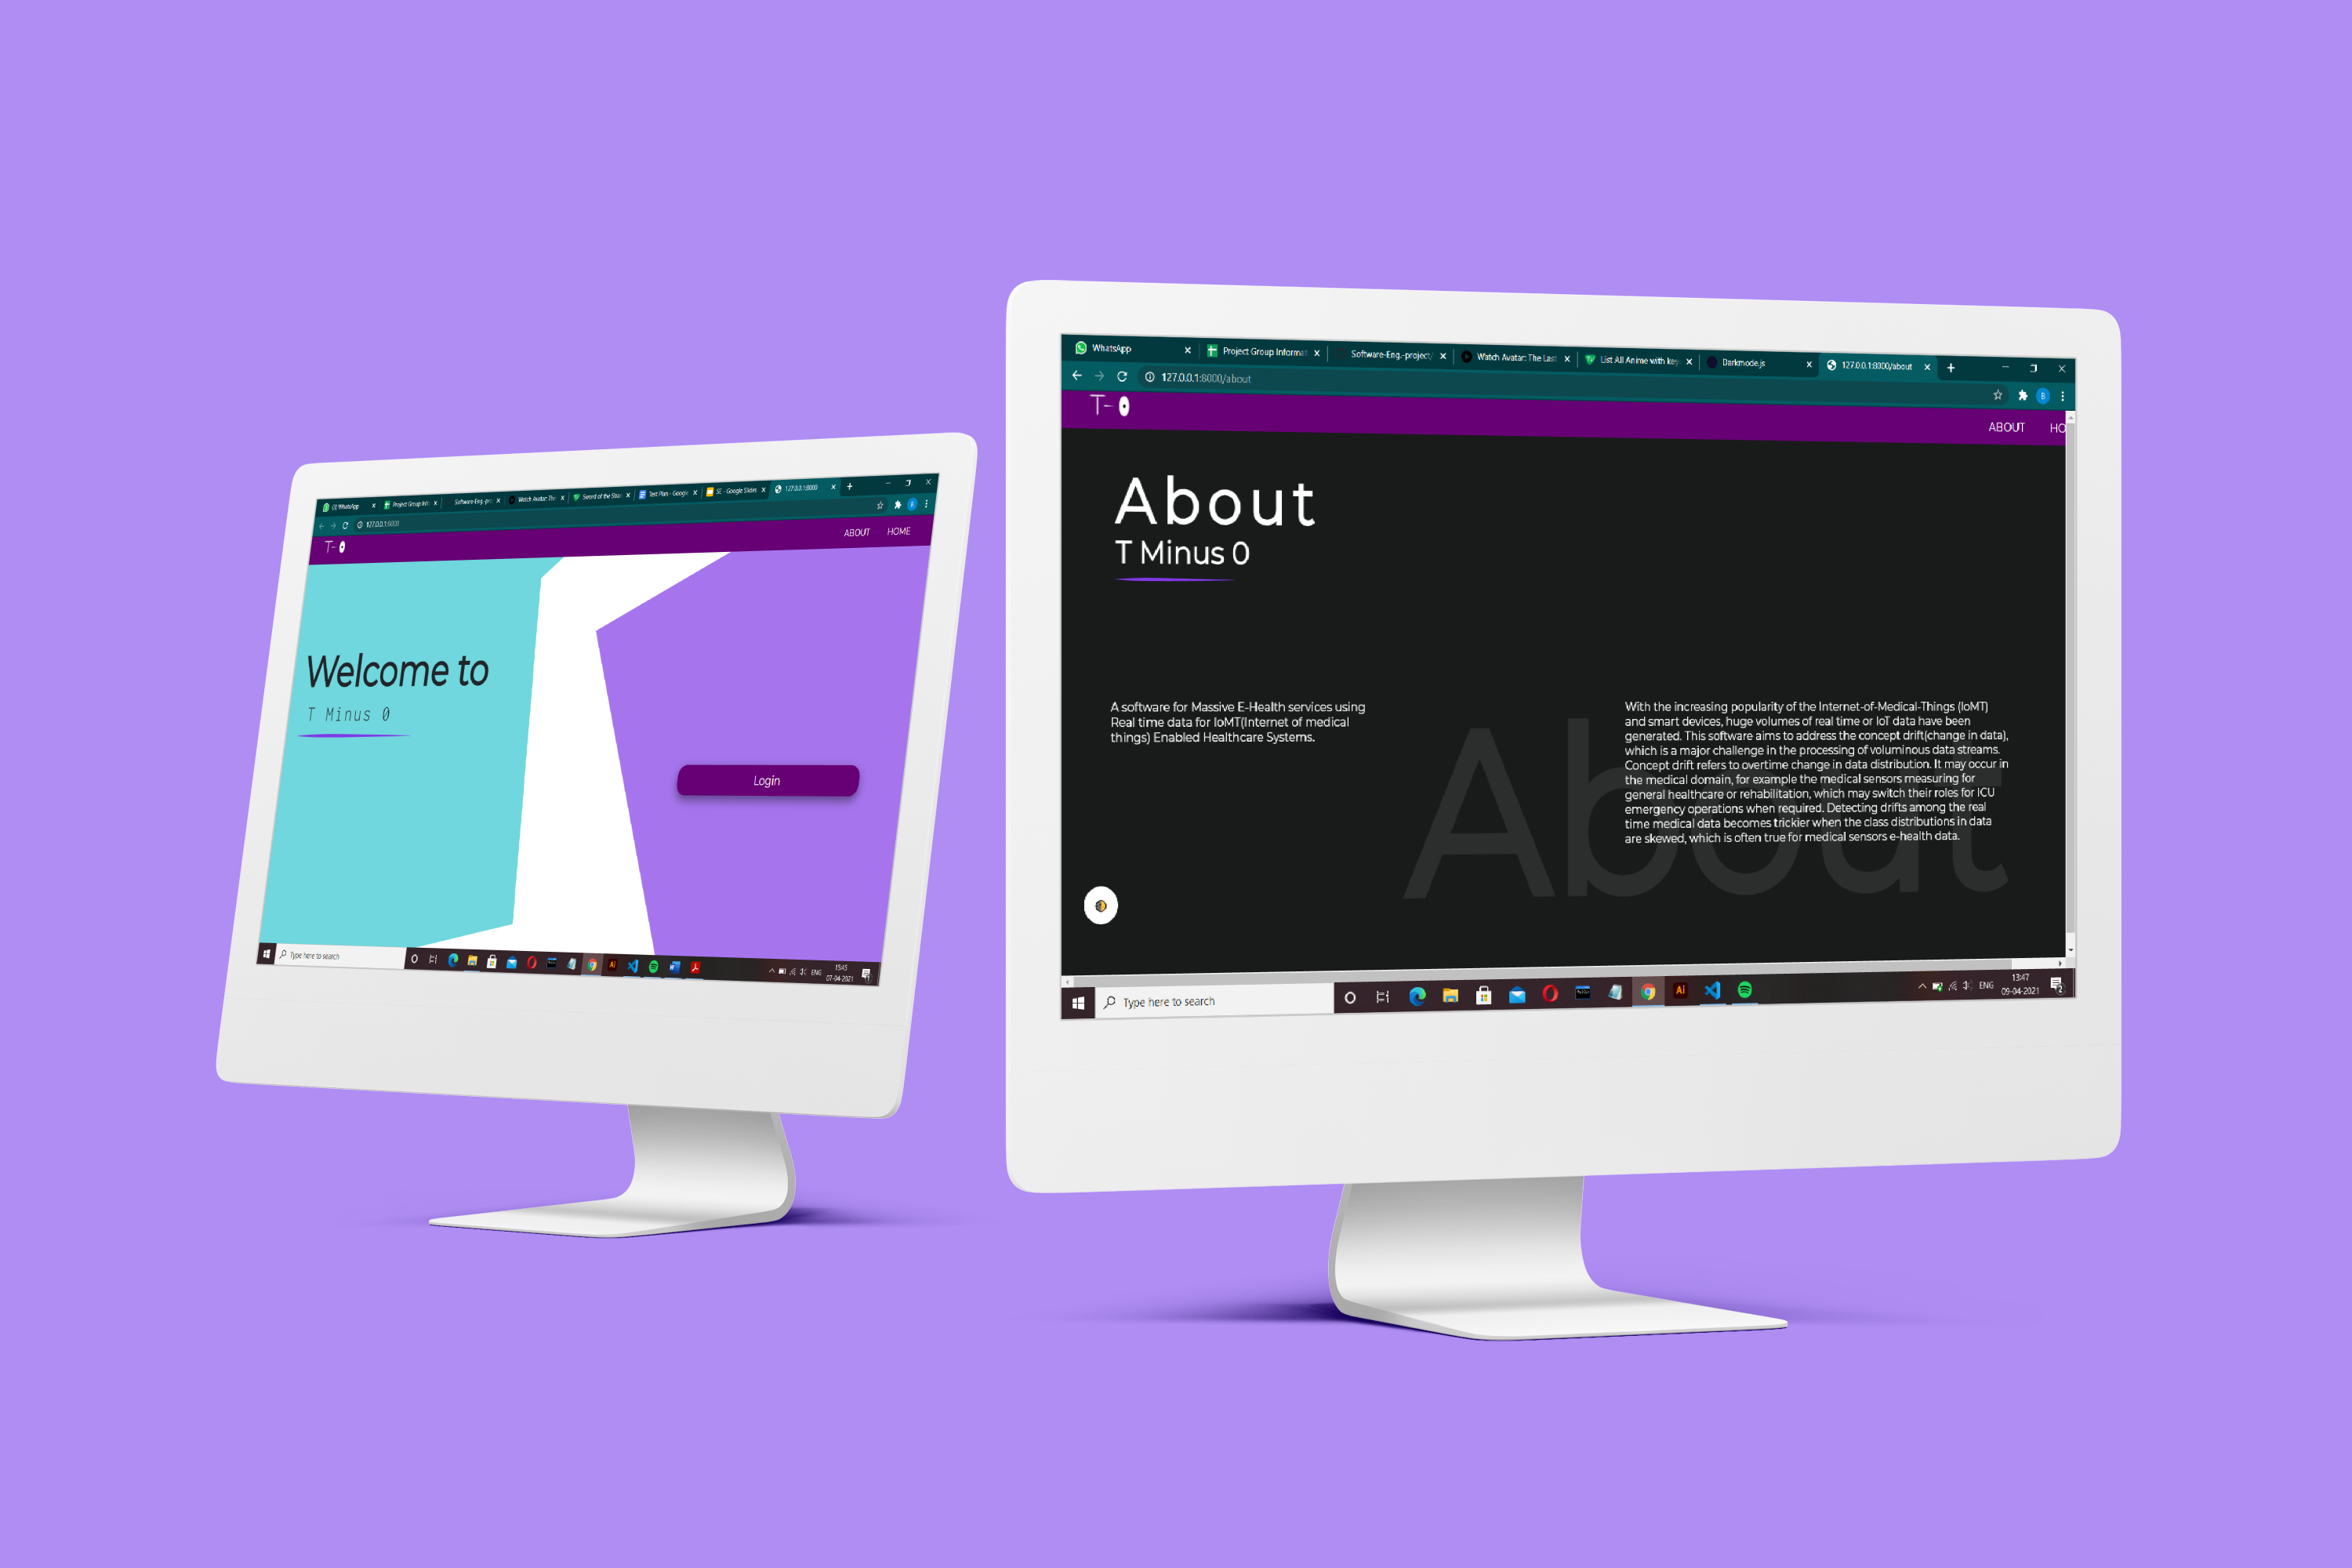 (3) WhatsApp
Project Group Info
Software-Eng.-pro
Watch Avatar: The
Sword of the Stra
Test Plan - Google
SE - Google Slides
127.0.0.1:8000
127.0.0.1:8000
T-0
ABOUT
HOME
Welcome to
T Minus 0
Login
Type here to search
ENG
15:45
07-04-2021
WhatsApp
Project Group Informat
Software-Eng.-project/
Watch Avatar: The Last
List All Anime with key
Darkmode.js
127.0.0.1:8000/about
127.0.0.1:8000/about
B
T-0
ABOUT
HO
About
T Minus 0
A software for Massive E-Health services using
Real time data for IoMT(Internet of medical
things) Enabled Healthcare Systems.
With the increasing popularity of the Internet-of-Medical-Things (IoMT)
and smart devices, huge volumes of real time or IoT data have been
generated. This software aims to address the concept drift(change in data),
which is a major challenge in the processing of voluminous data streams.
Concept drift refers to overtime change in data distribution. It may occur in
the medical domain, for example the medical sensors measuring for
general healthcare or rehabilitation, which may switch their roles for ICU
emergency operations when required. Detecting drifts among the real
time medical data becomes trickier when the class distributions in data
are skewed, which is often true for medical sensors e-health data.
About
Type here to search
Ai
ENG
13:47
09-04-2021
2